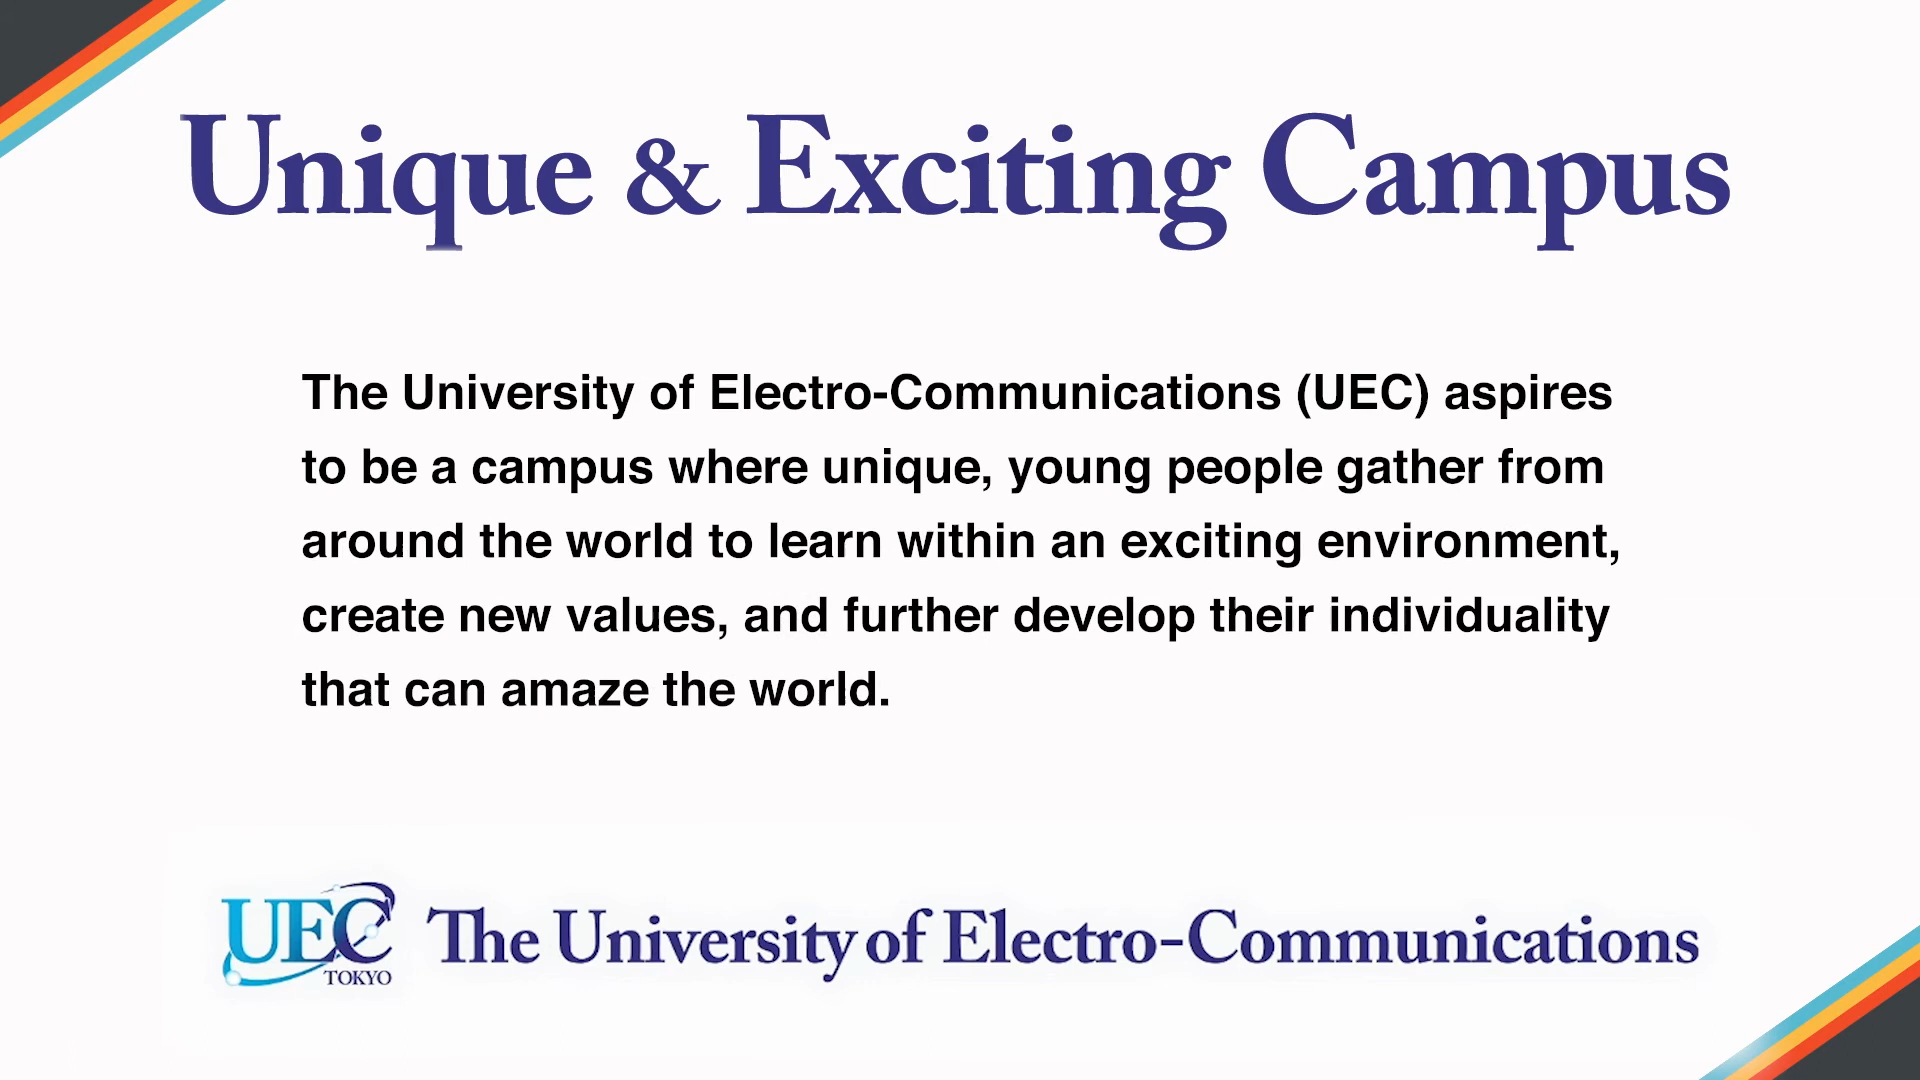 Unique & Exciting Campus
The University of Electro-Communications (UEC) aspires
to be a campus where unique, young people gather from
around the world to learn within an exciting environment,
create new values, and further develop their individuality
that can amaze the world.
UEC
TOKYO
The University of Electro-Communications